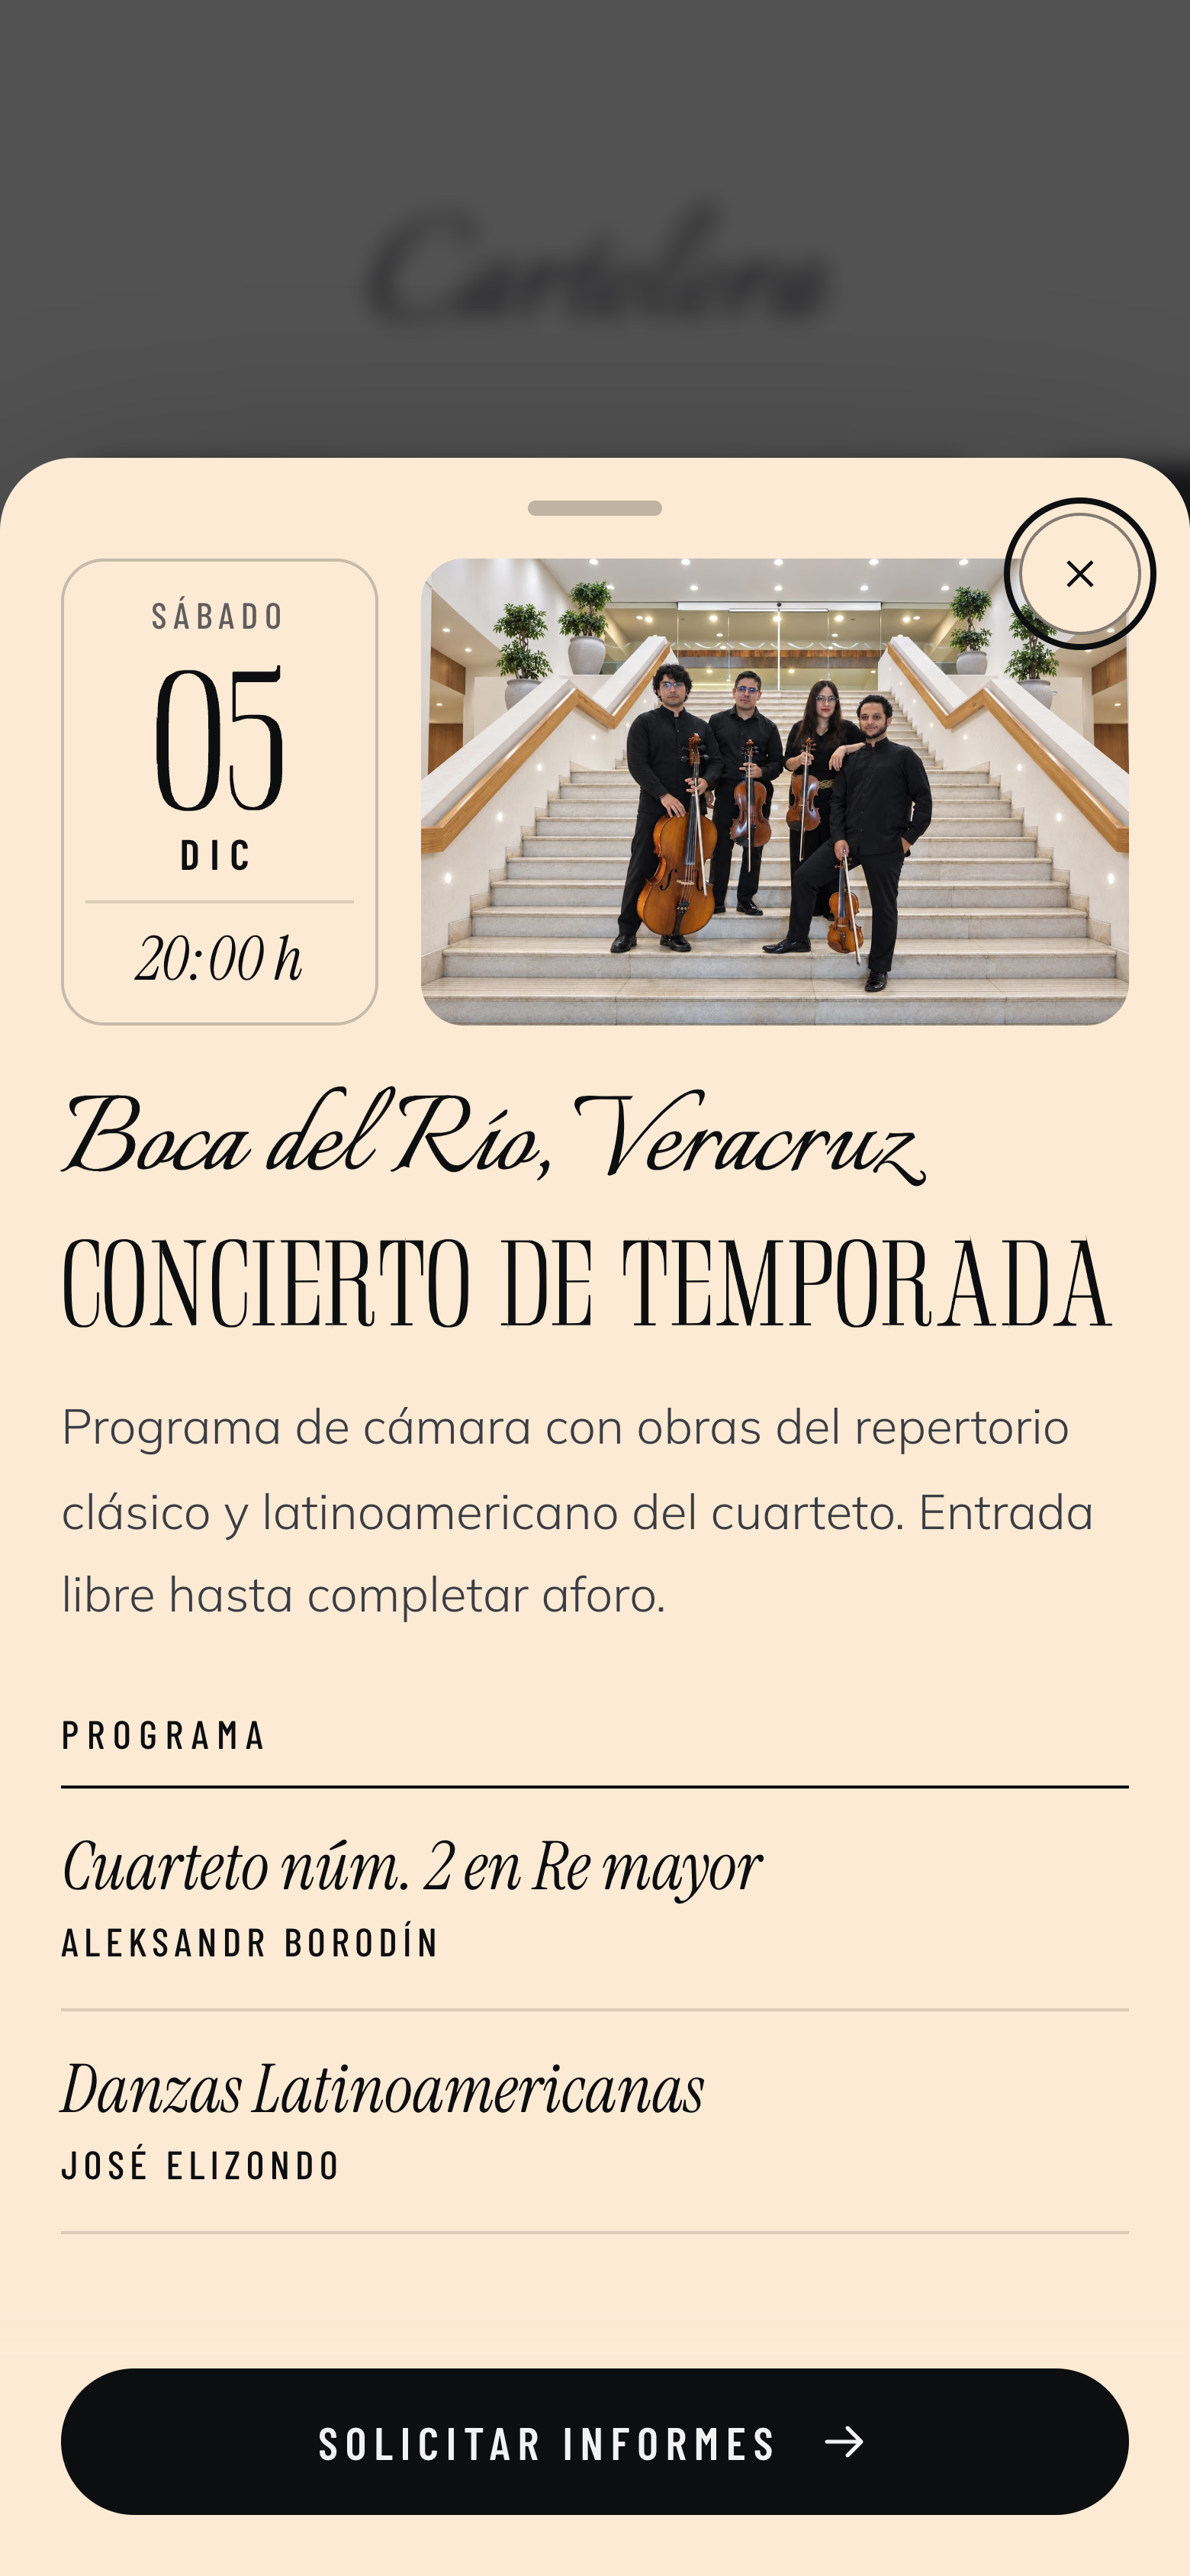 Cartelera
SÁBADO
05
DIC
20:00 h
Boca del Río, Veracruz
CONCIERTO DE TEMPORADA
Programa de cámara con obras del repertorio
clásico y latinoamericano del cuarteto. Entrada
libre hasta completar aforo.
PROGRAMA
Cuarteto núm. 2 en Re mayor
ALEKSANDR BORODÍN
Danzas Latinoamericanas
JOSÉ ELIZONDO
SOLICITAR INFORMES →